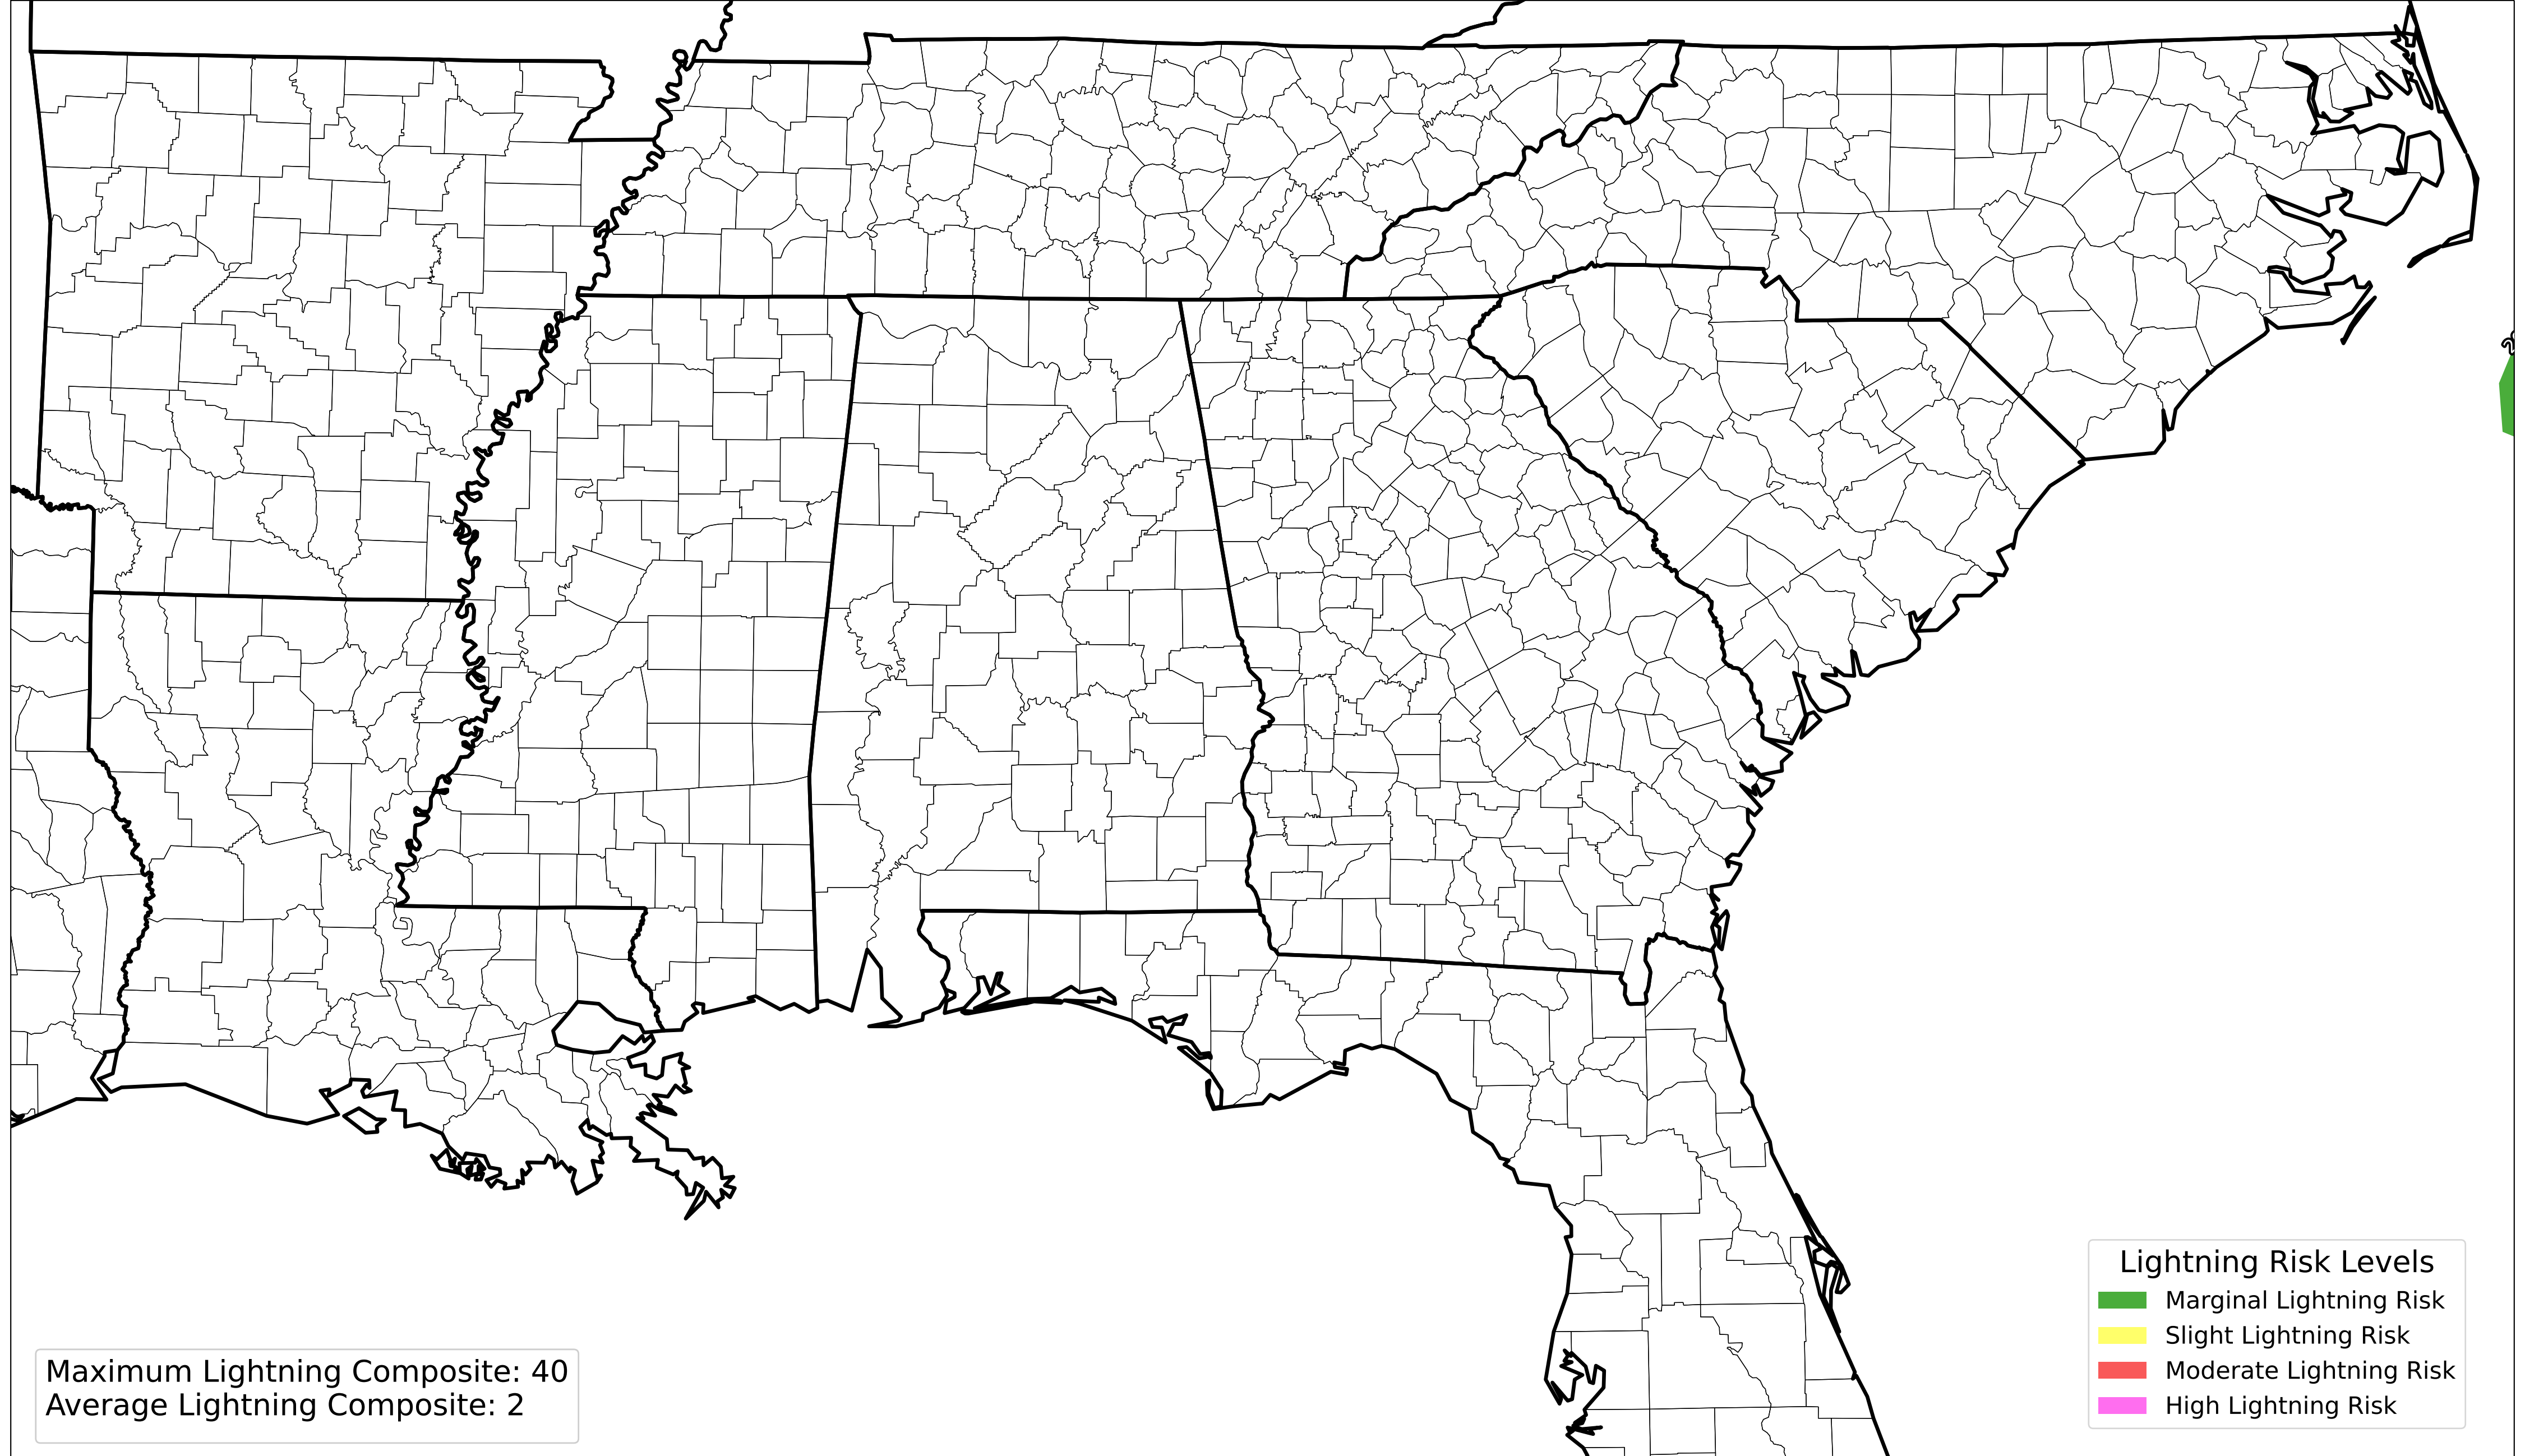 Maximum Lightning Composite: 40
Average Lightning Composite: 2
Lightning Risk Levels
Marginal Lightning Risk
Slight Lightning Risk
Moderate Lightning Risk
High Lightning Risk